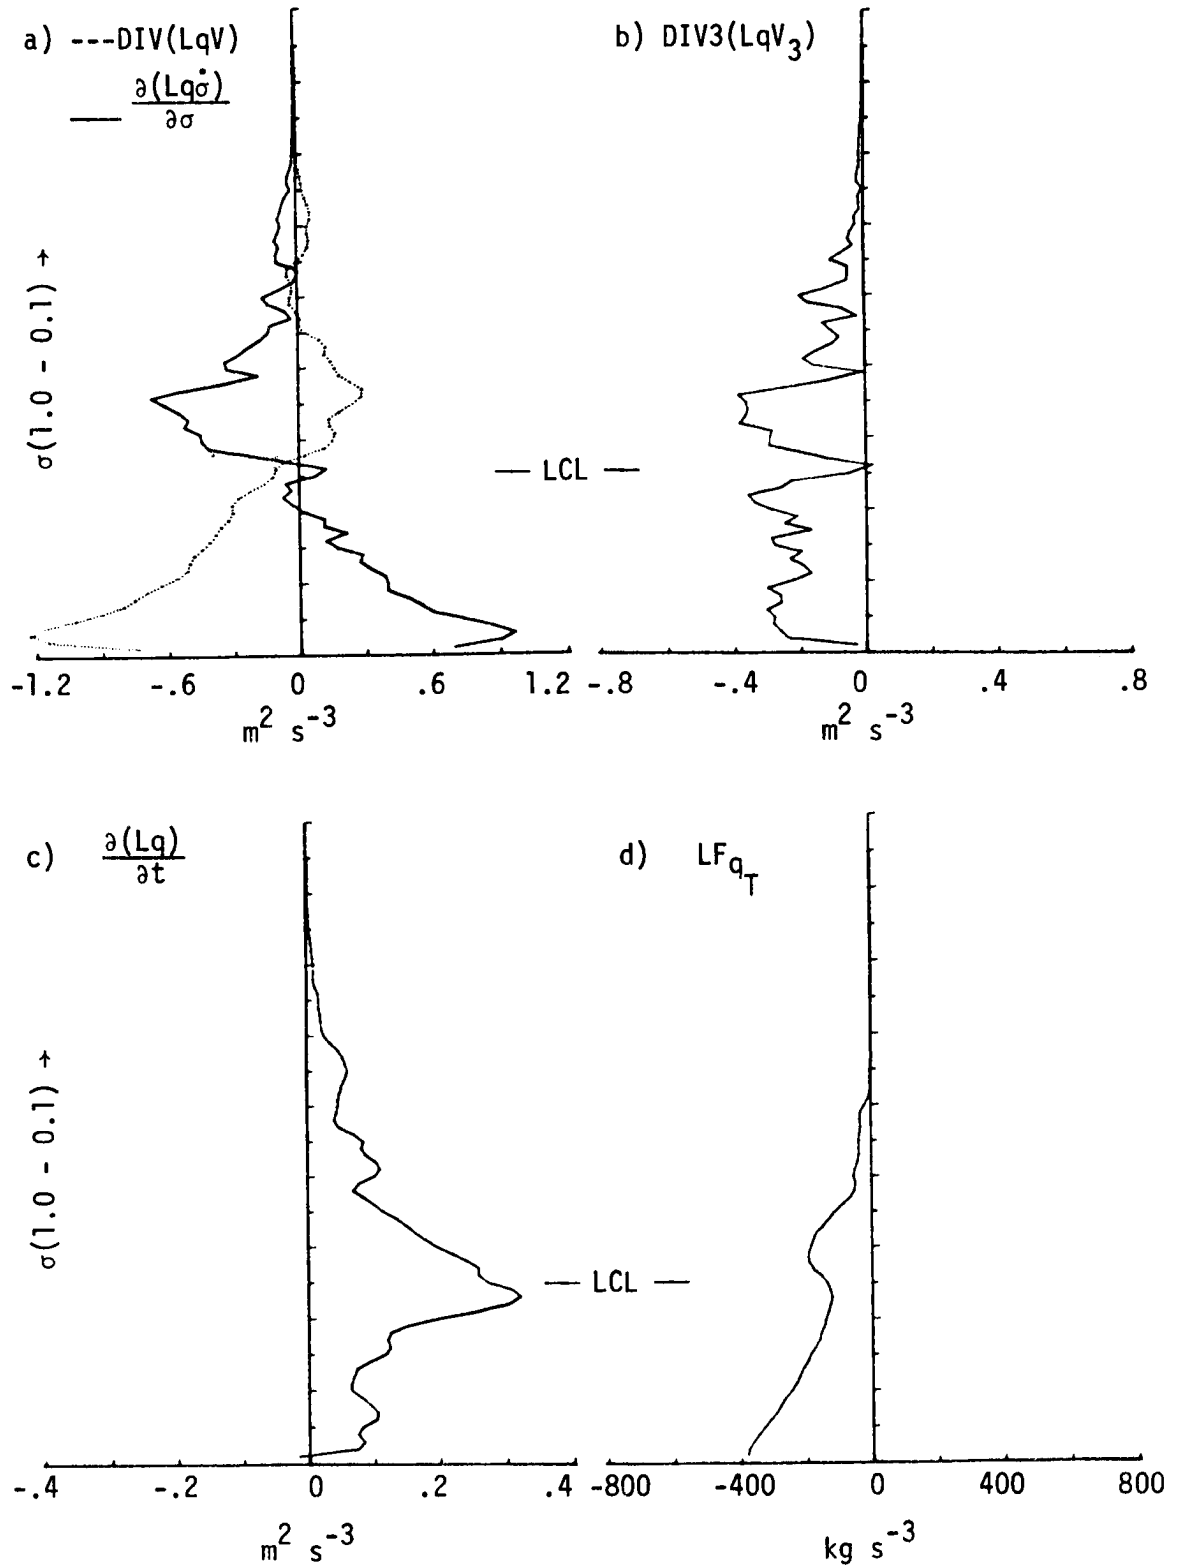 a) ---DIV(LqV)
— ∂(Lqσ̇)
∂σ
b) DIV3(LqV₃)
σ(1.0 - 0.1) →
— LCL —
-1.2 -.6 0 .6 1.2
m² s⁻³
-.8 -.4 0 .4 .8
m² s⁻³
c) ∂(Lq)
∂t
d) LF_{q_T}
σ(1.0 - 0.1) →
— LCL —
-.4 -.2 0 .2 .4
m² s⁻³
-800 -400 0 400 800
kg s⁻³